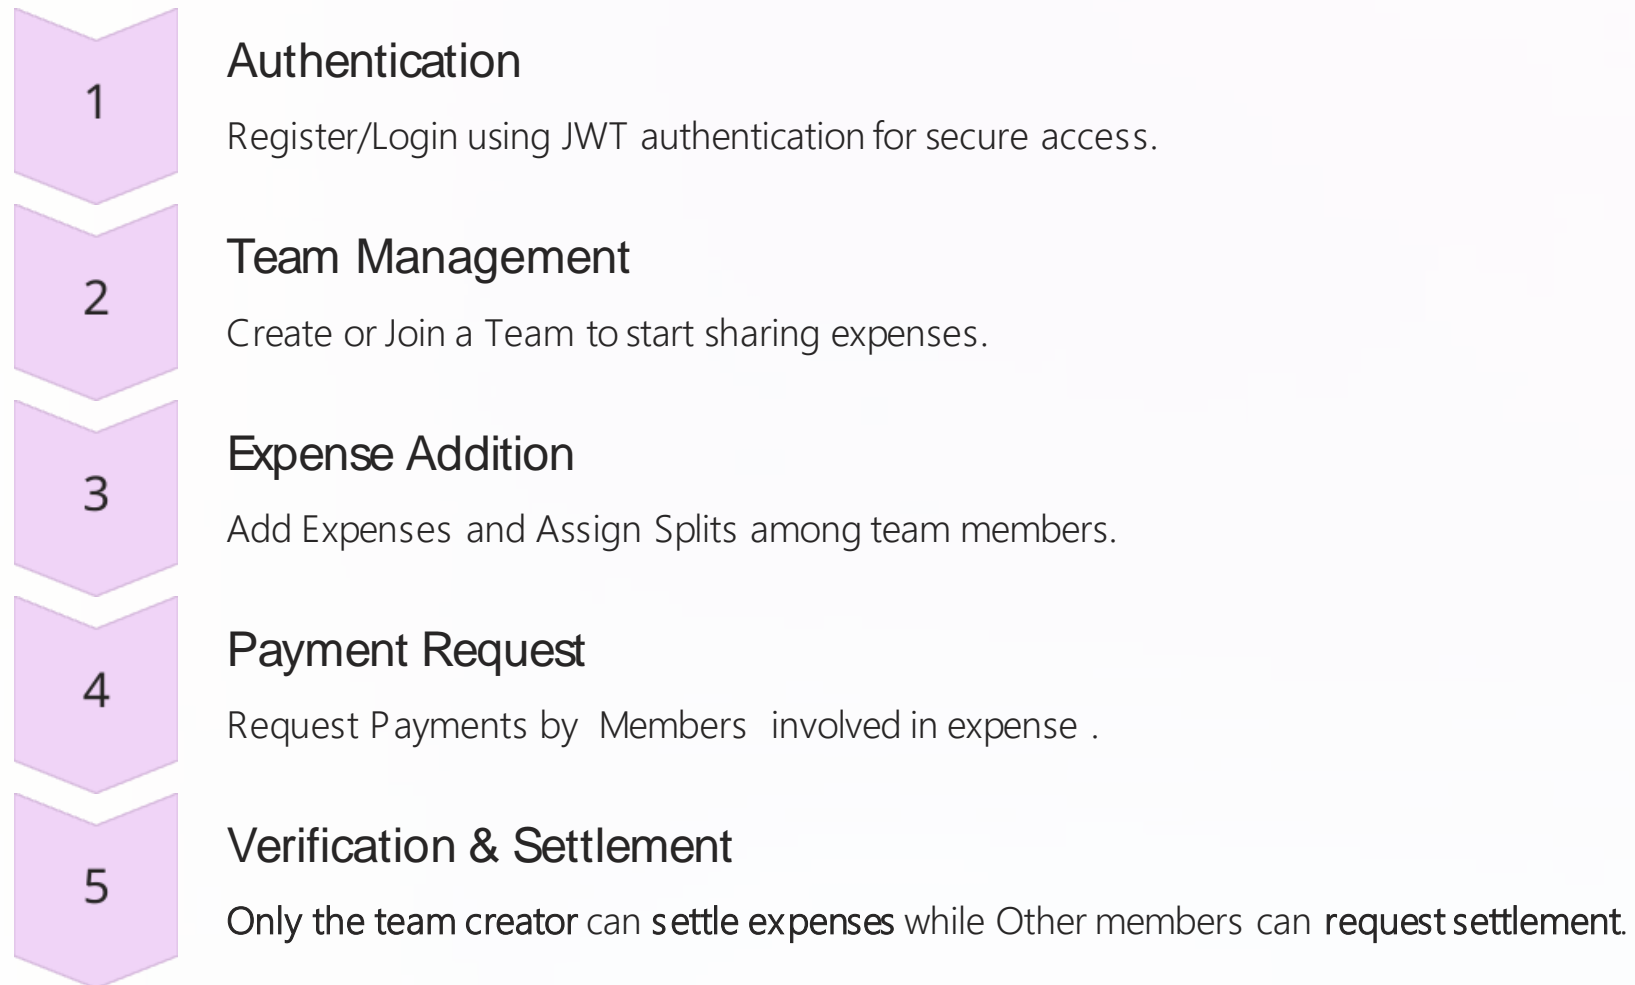 1
Authentication
Register/Login using JWT authentication for secure access.
2
Team Management
Create or Join a Team to start sharing expenses.
3
Expense Addition
Add Expenses and Assign Splits among team members.
4
Payment Request
Request Payments by Members involved in expense .
5
Verification & Settlement
Only the team creator can settle expenses while Other members can request settlement.